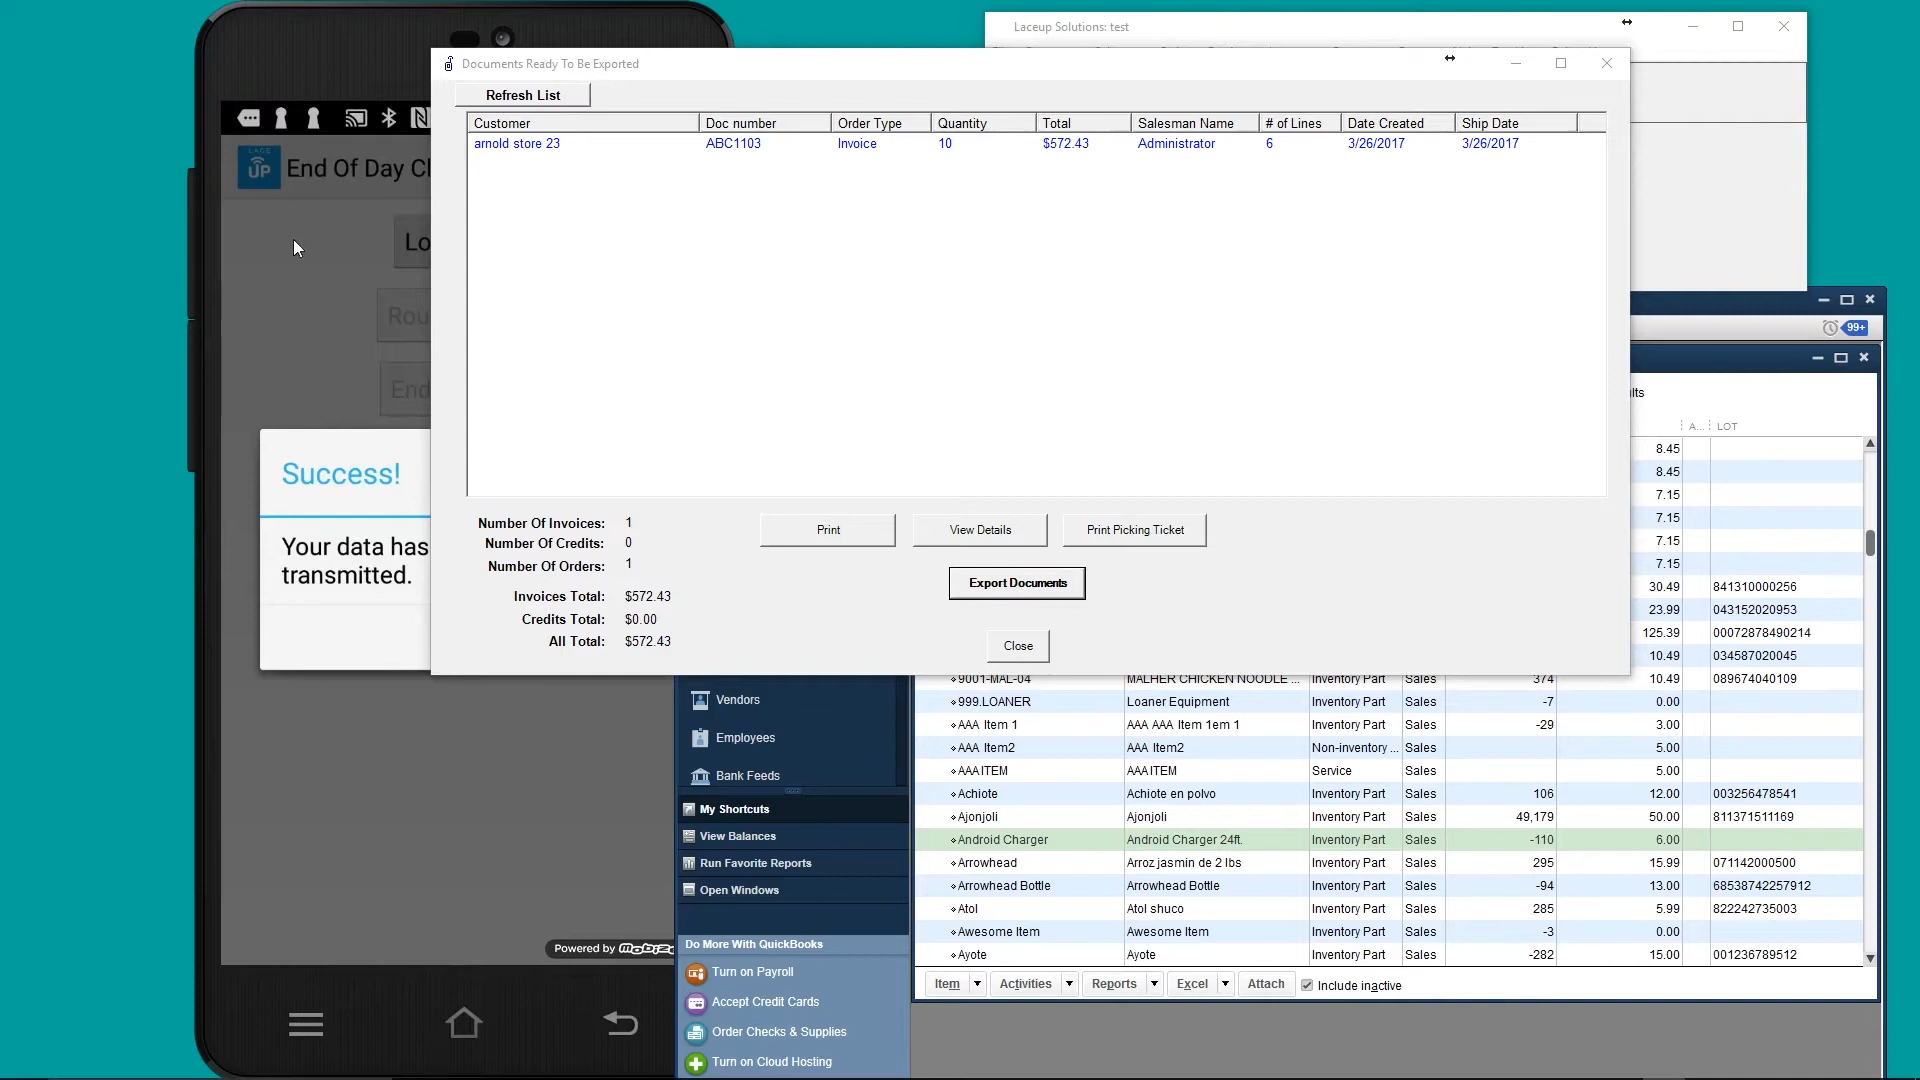 Laceup Solutions: test
Documents Ready To Be Exported
Refresh List
Customer Doc number Order Type Quantity Total Salesman Name # of Lines Date Created Ship Date
arnold store 23 ABC1103 Invoice 10 $572.43 Administrator 6 3/26/2017 3/26/2017
Number Of Invoices: 1
Number Of Credits: 0
Number Of Orders: 1
Invoices Total: $572.43
Credits Total: $0.00
All Total: $572.43
Print View Details Print Picking Ticket
Export Documents
Close
LACE
UP
End Of Day Cl
Lo
Rou
End
Success!
Your data has
transmitted.
Powered by
99+
A... LOT
8.45
8.45
7.15
7.15
7.15
7.15
30.49 841310000256
23.99 043152020953
125.39 00072878490214
10.49 034587020045
9001-MAL-04 MALHER CHICKEN NOODLE ... Inventory Part Sales 374 10.49 089674040109
999.LOANER Loaner Equipment Inventory Part Sales -7 0.00
AAA Item 1 AAA AAA Item 1em 1 Inventory Part Sales -29 3.00
AAA Item2 AAA Item2 Non-inventory ... Sales 5.00
AAA ITEM AAA ITEM Service Sales 5.00
Achiote Achiote en polvo Inventory Part Sales 106 12.00 003256478541
Ajonjoli Ajonjoli Inventory Part Sales 49,179 50.00 811371511169
Android Charger Android Charger 24ft. Inventory Part Sales -110 6.00
Arrowhead Arroz jasmin de 2 lbs Inventory Part Sales 295 15.99 071142000500
Arrowhead Bottle Arrowhead Bottle Inventory Part Sales -94 13.00 68538742257912
Atol Atol shuco Inventory Part Sales 285 5.99 822242735003
Awesome Item Awesome Item Inventory Part Sales -3 0.00
Ayote Ayote Inventory Part Sales -282 15.00 001236789512
Item Activities Reports Excel Attach Include inactive
Vendors
Employees
Bank Feeds
My Shortcuts
View Balances
Run Favorite Reports
Open Windows
Do More With QuickBooks
Turn on Payroll
Accept Credit Cards
Order Checks & Supplies
Turn on Cloud Hosting